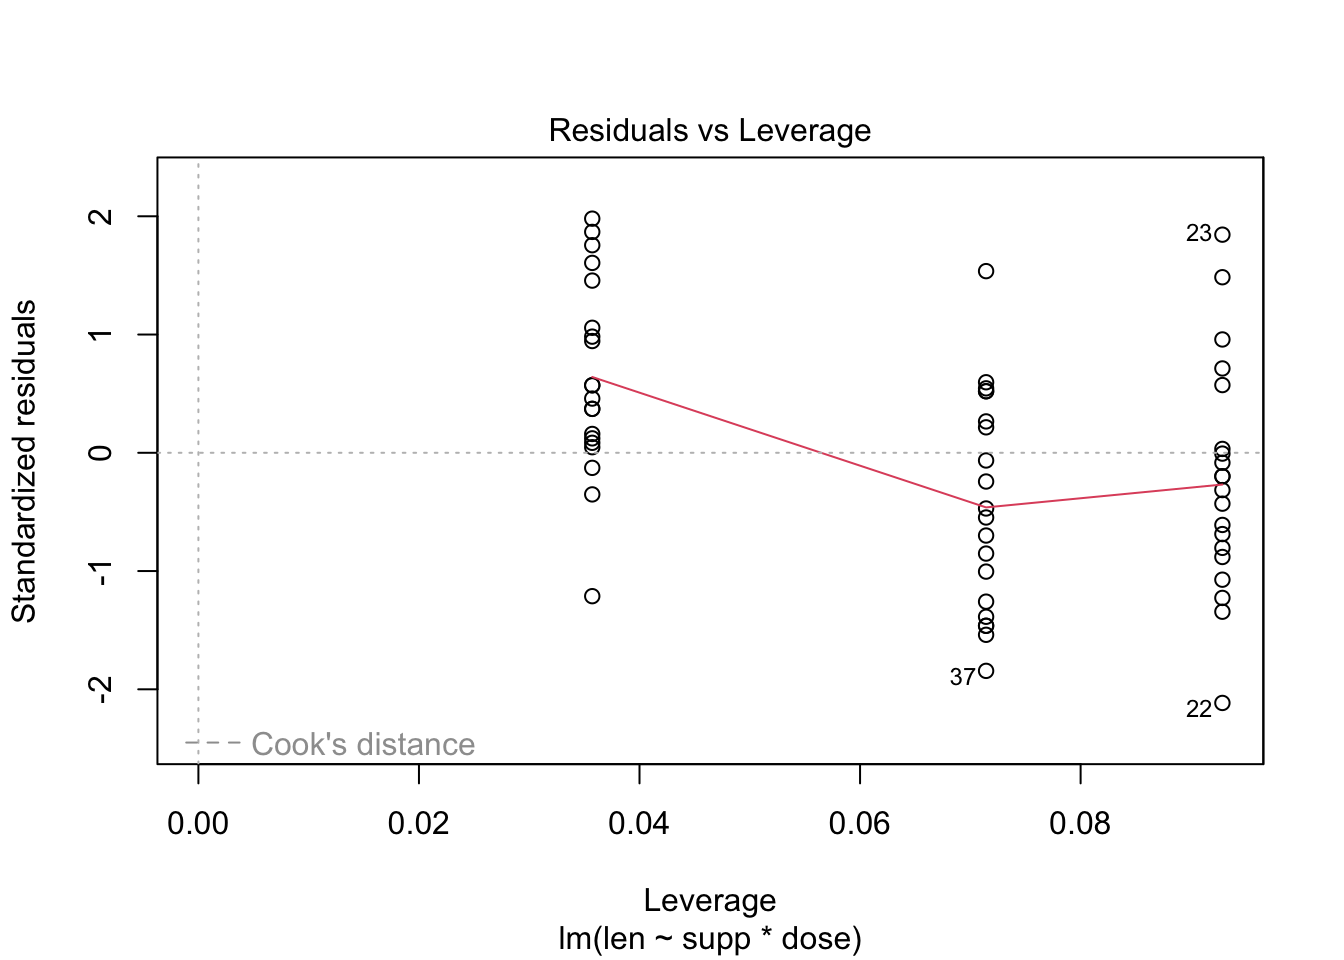 Residuals vs Leverage
Standardized residuals
2
1
0
-1
-2
23
37
22
Cook's distance
0.00 0.02 0.04 0.06 0.08
Leverage
lm(len ~ supp * dose)